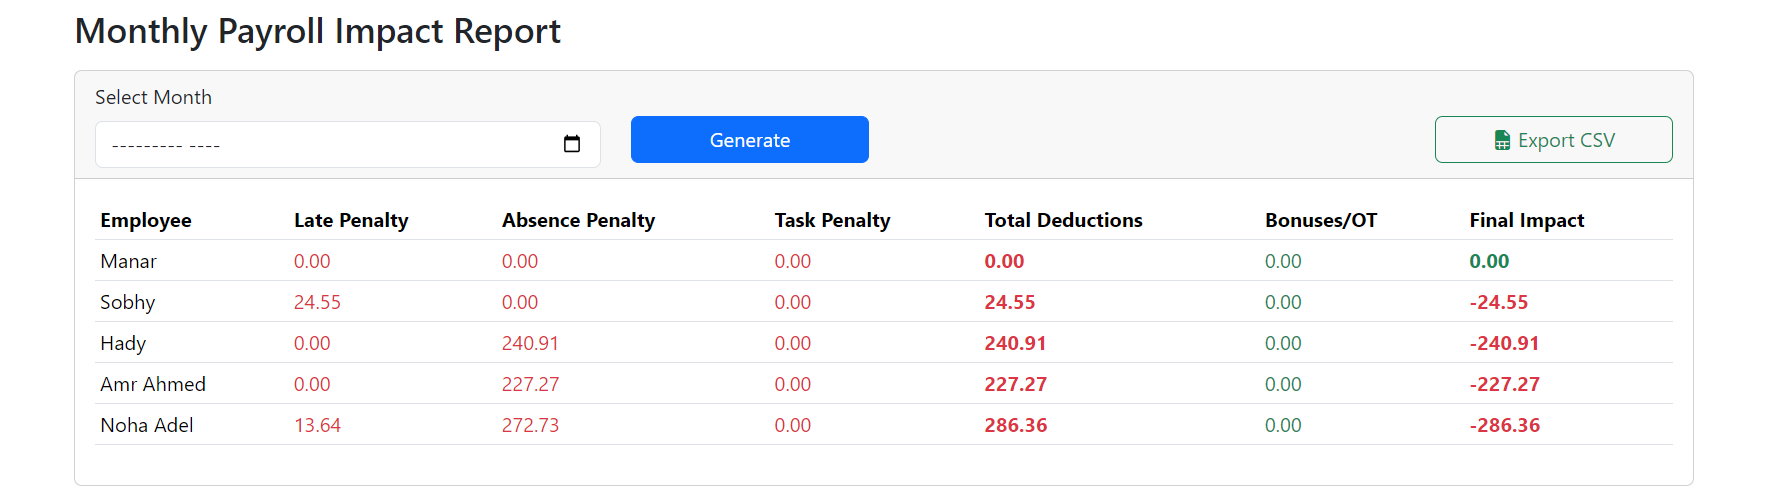 Monthly Payroll Impact Report
Select Month
--------- ----
Generate
Export CSV
Employee Late Penalty Absence Penalty Task Penalty Total Deductions Bonuses/OT Final Impact
Manar 0.00 0.00 0.00 0.00 0.00 0.00
Sobhy 24.55 0.00 0.00 24.55 0.00 -24.55
Hady 0.00 240.91 0.00 240.91 0.00 -240.91
Amr Ahmed 0.00 227.27 0.00 227.27 0.00 -227.27
Noha Adel 13.64 272.73 0.00 286.36 0.00 -286.36